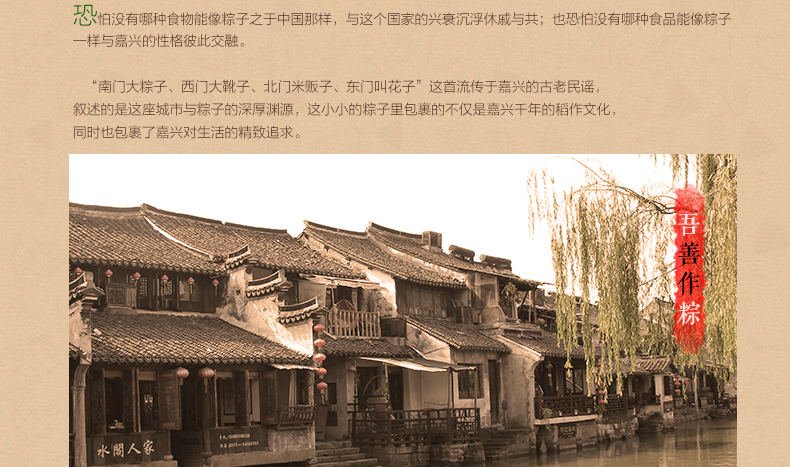 恐怕没有哪种食物能像粽子之于中国那样，与这个国家的兴衰沉浮休戚与共；也恐怕没有哪种食品能像粽子
一样与嘉兴的性格彼此交融。
“南门大粽子、西门大靴子、北门米贩子、东门叫花子”这首流传于嘉兴的古老民谣，
叙述的是这座城市与粽子的深厚渊源，这小小的粽子里包裹的不仅是嘉兴千年的稻作文化，
同时也包裹了嘉兴对生活的精致追求。
吾善作粽
水閣人家